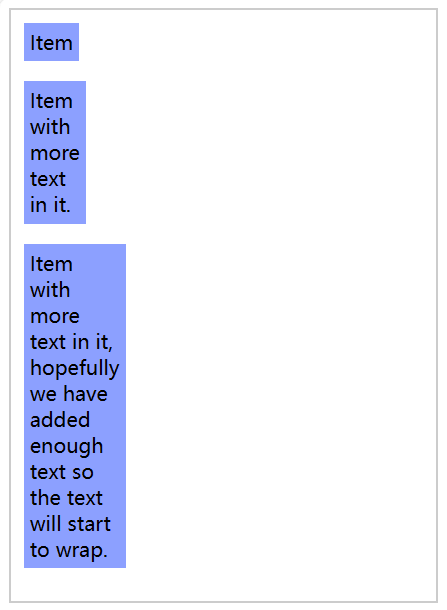 Item
Item
with
more
text
in it.
Item
with
more
text in it,
hopefully
we have
added
enough
text so
the text
will start
to wrap.